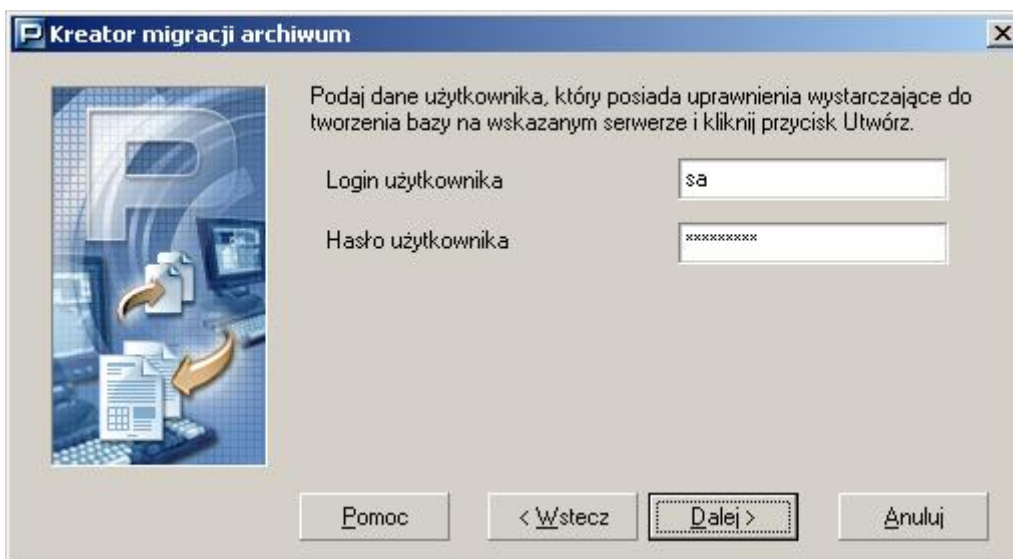 Kreator migracji archiwum
Podaj dane użytkownika, który posiada uprawnienia wystarczające do
tworzenia bazy na wskazanym serwerze i kliknij przycisk Utwórz.
Login użytkownika
sa
Hasło użytkownika
×××××××××
Pomoc
< Wstecz
Dalej >
Anuluj